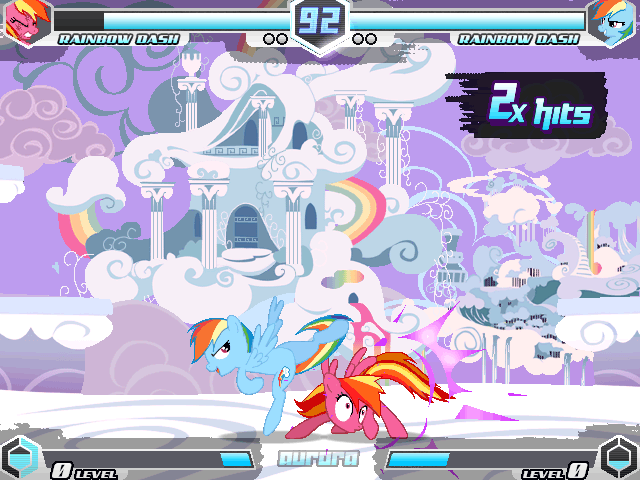 92
RAINBOW DASH
RAINBOW DASH
2x hits
0 LEVEL
aurora
LEVEL 0